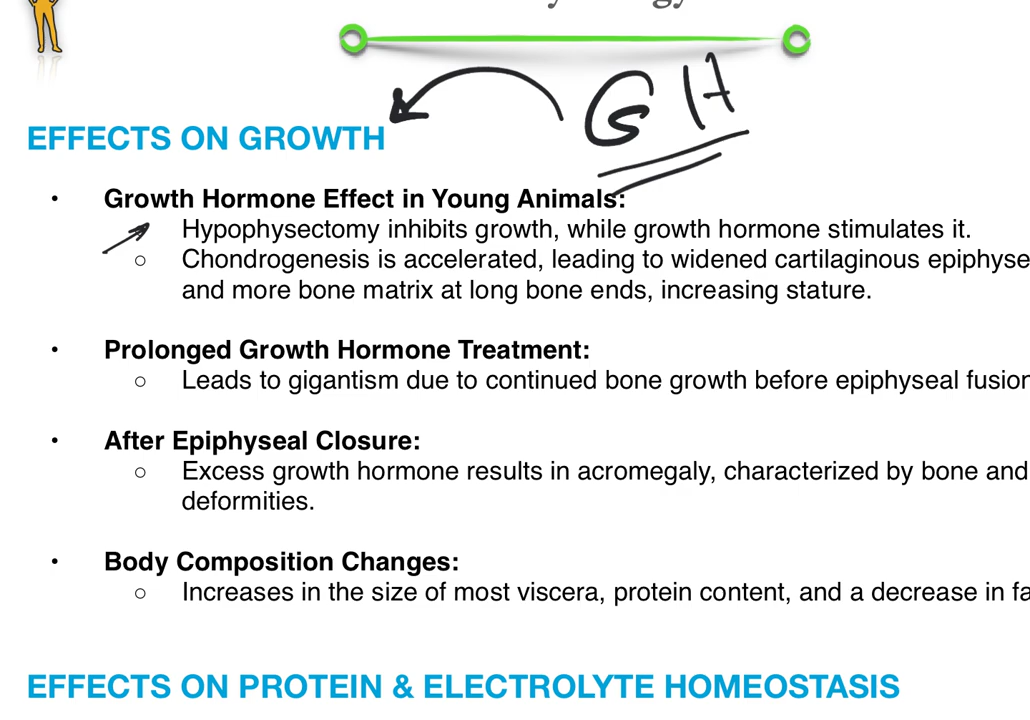 GH
EFFECTS ON GROWTH
• Growth Hormone Effect in Young Animals:
○ Hypophysectomy inhibits growth, while growth hormone stimulates it.
○ Chondrogenesis is accelerated, leading to widened cartilaginous epiphyse
and more bone matrix at long bone ends, increasing stature.
• Prolonged Growth Hormone Treatment:
○ Leads to gigantism due to continued bone growth before epiphyseal fusion
• After Epiphyseal Closure:
○ Excess growth hormone results in acromegaly, characterized by bone and
deformities.
• Body Composition Changes:
○ Increases in the size of most viscera, protein content, and a decrease in fa
EFFECTS ON PROTEIN & ELECTROLYTE HOMEOSTASIS